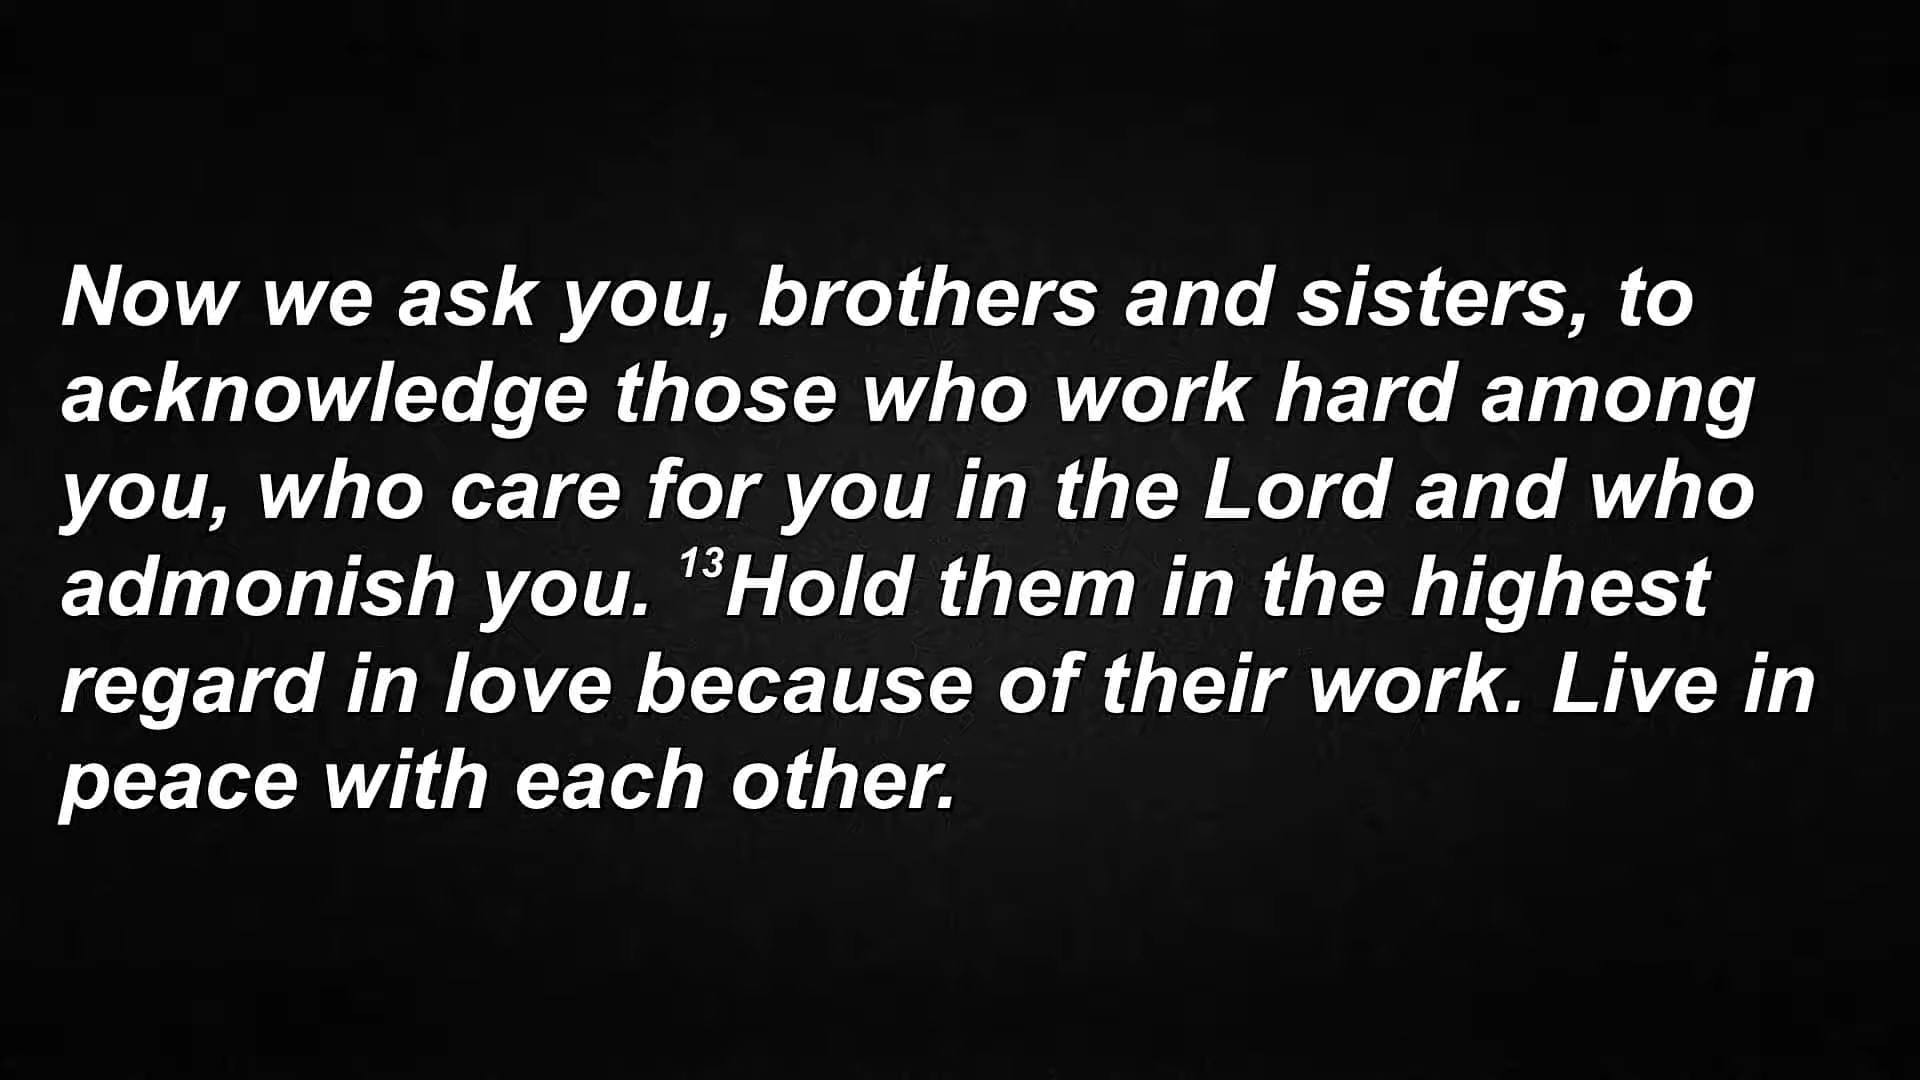 Now we ask you, brothers and sisters, to
acknowledge those who work hard among
you, who care for you in the Lord and who
admonish you. 13Hold them in the highest
regard in love because of their work. Live in
peace with each other.